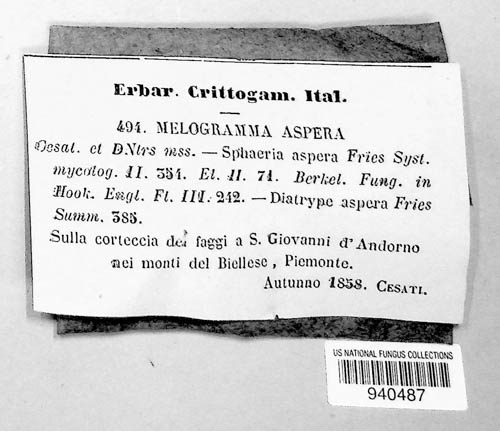 Erbar. Crittogam. Ital.
494. MELOGRAMMA ASPERA
Cesat. et DNtrs mss. — Sphaeria aspera Fries Syst.
mycolog. II. 354. El. II. 71. Berkel. Fung. in
Hook. Engl. Fl. III. 242. — Diatrype aspera Fries
Summ. 385.
Sulla corteccia dei faggi a S. Giovanni d'Andorno
nei monti del Biellese, Piemonte.
Autunno 1858. CESATI.
US NATIONAL FUNGUS COLLECTIONS
940487